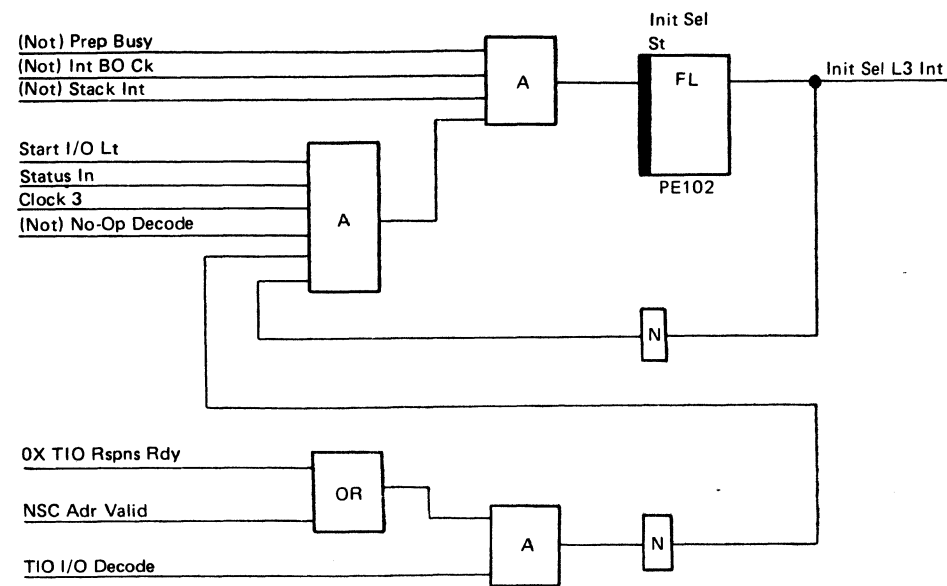 Init Sel
St
(Not) Prep Busy
(Not) Int BO Ck
(Not) Stack Int
A
FL
Init Sel L3 Int
PE102
Start I/O Lt
Status In
Clock 3
(Not) No-Op Decode
A
N
0X TIO Rspns Rdy
OR
NSC Adr Valid
A
N
TIO I/O Decode